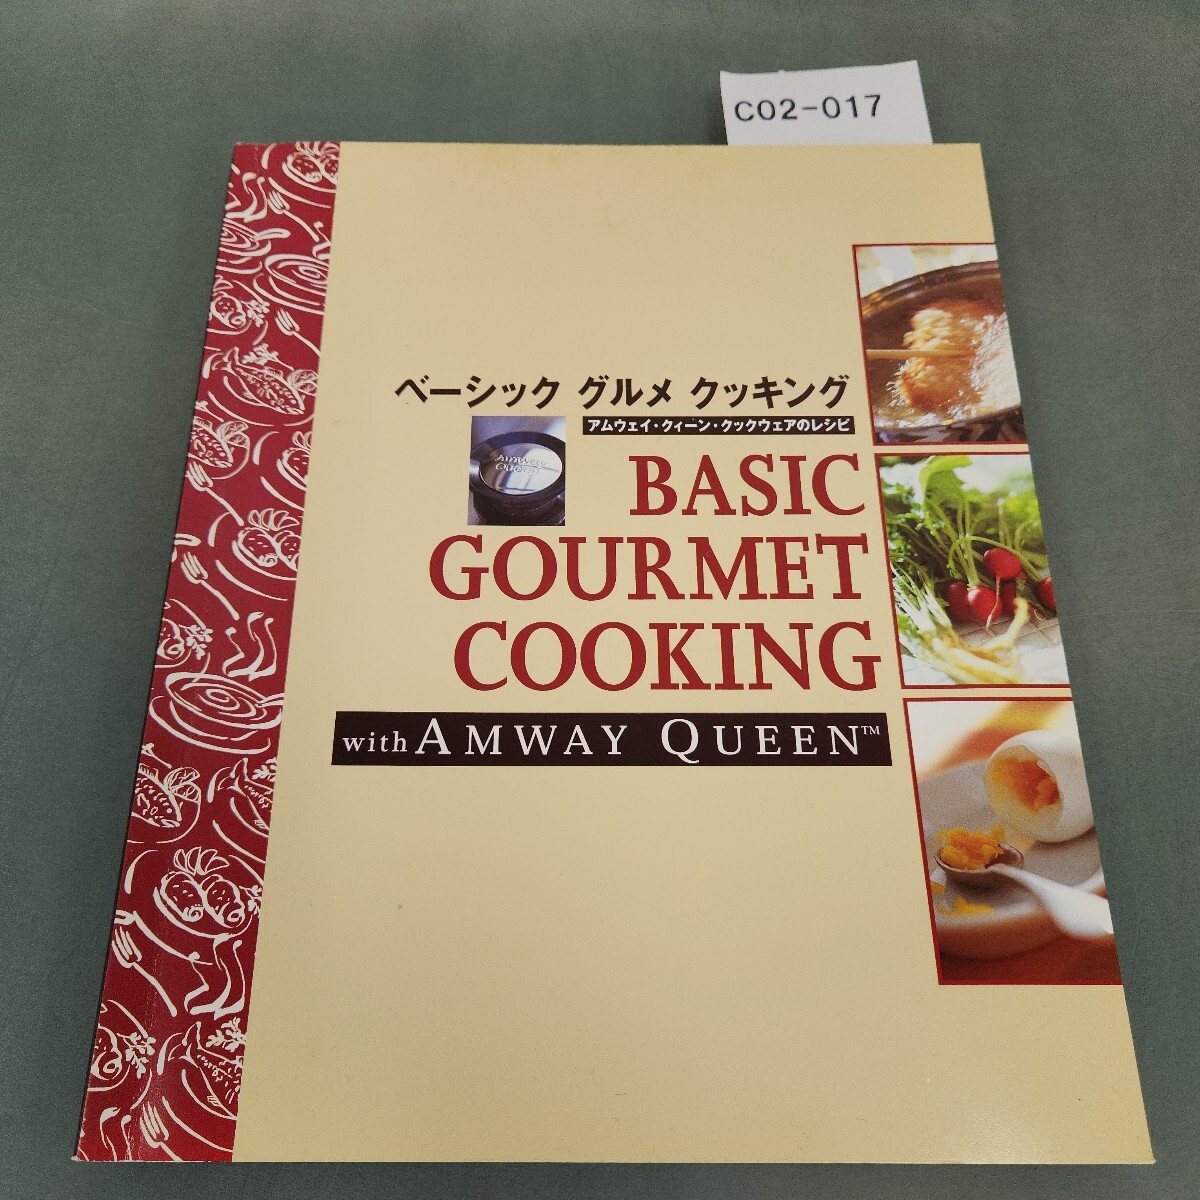 C02-017
ベーシック グルメ クッキング
アムウェイ・クィーン・クックウェアのレシピ
AMWAY
QUEEN
BASIC
GOURMET
COOKING
with AMWAY QUEEN™